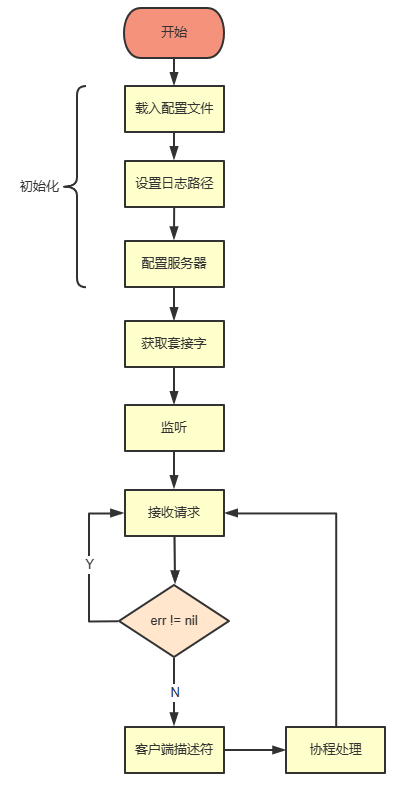 开始
载入配置文件
设置日志路径
初始化
配置服务器
获取套接字
监听
接收请求
Y
err != nil
N
客户端描述符
协程处理